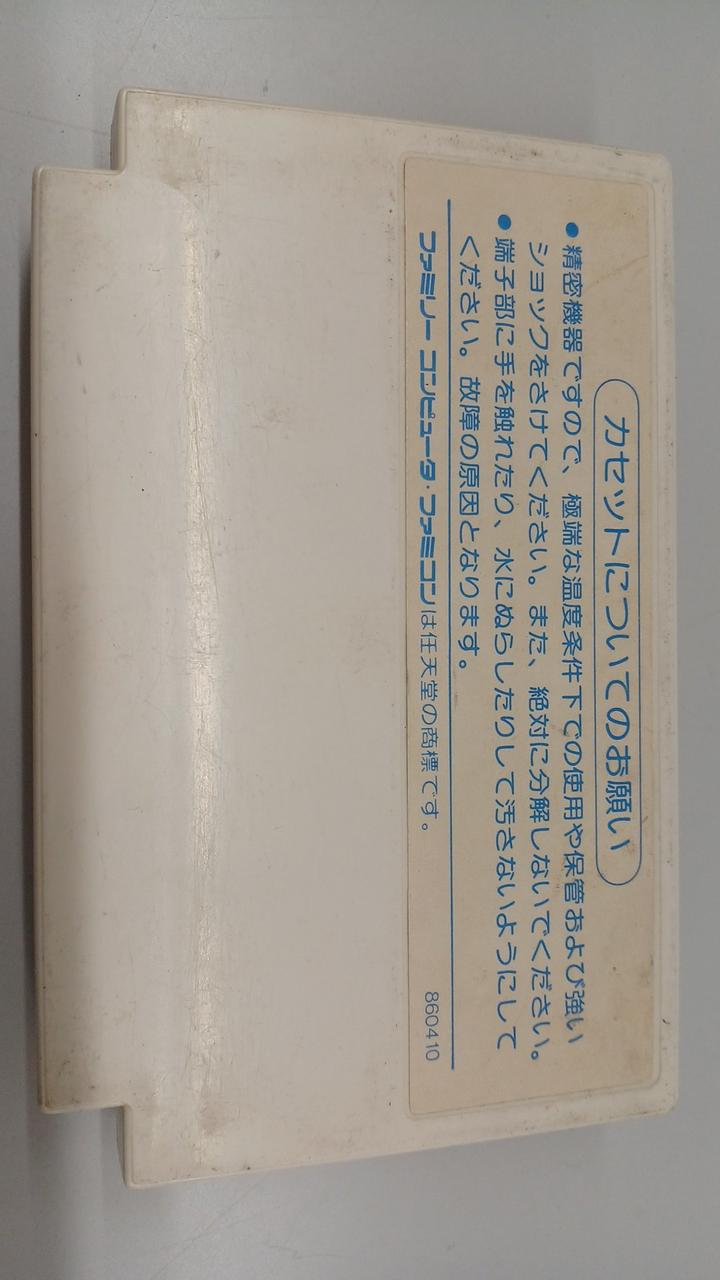 カセットについてのお願い
●精密機器ですので、極端な温度条件下での使用や保管および強い
ショックをさけてください。また、絶対に分解しないでください。
●端子部に手を触れたり、水にぬらしたりして汚さないようにして
ください。故障の原因となります。
ファミリー コンピュータ・ファミコンは任天堂の商標です。
860410